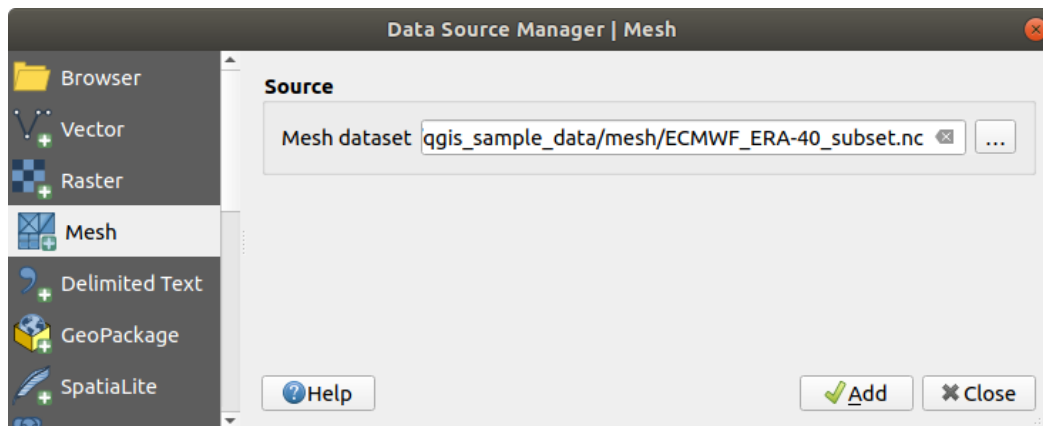 Data Source Manager | Mesh
Browser
Vector
Raster
Mesh
Delimited Text
GeoPackage
SpatiaLite
Source
Mesh dataset qgis_sample_data/mesh/ECMWF_ERA-40_subset.nc ...
Help
Add
Close